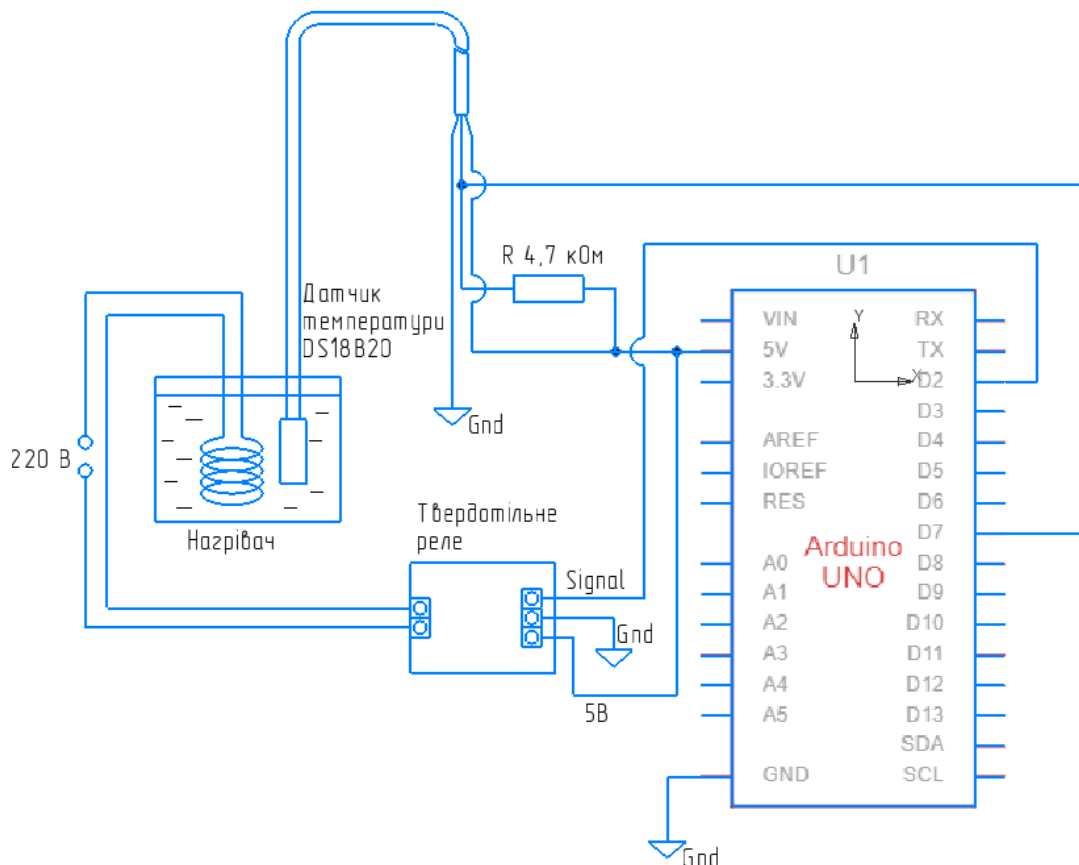 R 4,7 кОм
Датчик
температури
DS18B20
Gnd
220 В
Нагрівач
Твердотільне
реле
Signal
Gnd
5В
U1
VIN
5V
3.3V
AREF
IOREF
RES
A0
A1
A2
A3
A4
A5
GND
Y
X
Arduino
UNO
RX
TX
D2
D3
D4
D5
D6
D7
D8
D9
D10
D11
D12
D13
SDA
SCL
Gnd